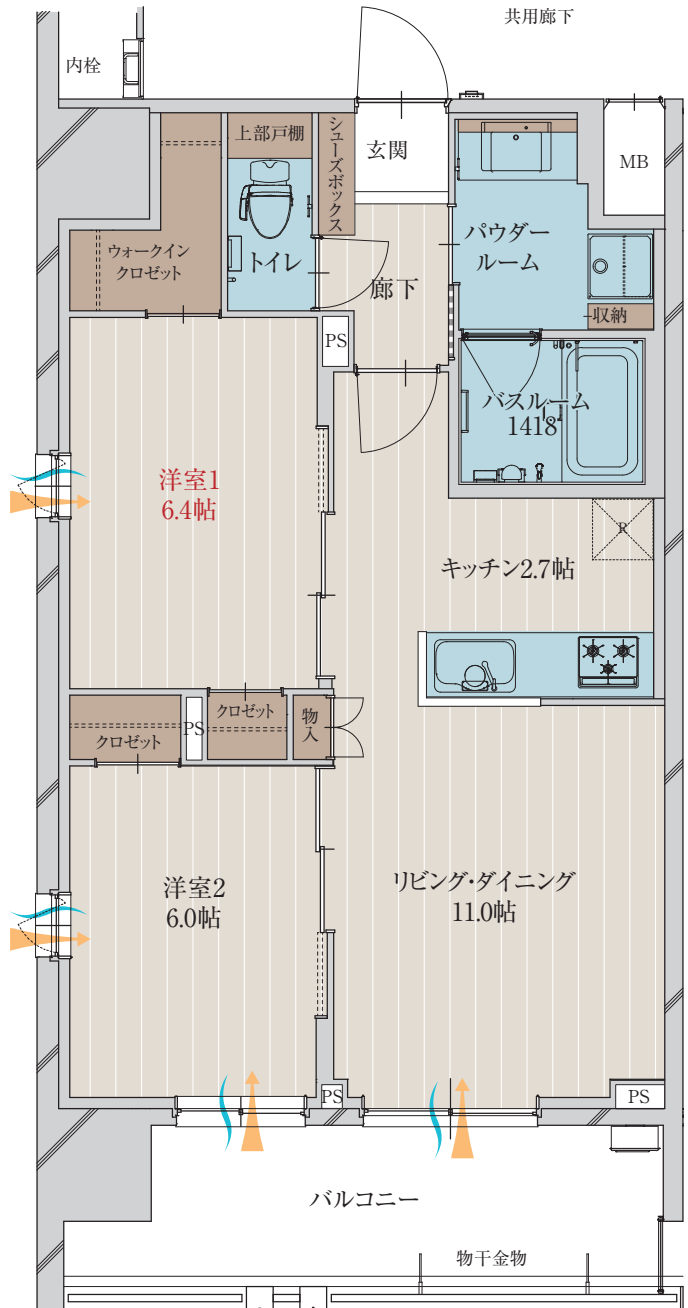 共用廊下
内栓
上部戸棚
シューズボックス
玄関
MB
ウォークイン
クロゼット
トイレ
廊下
パウダー
ルーム
収納
PS
バスルーム
1418
洋室1
6.4帖
R
キッチン2.7帖
クロゼット
PS
クロゼット
物入
洋室2
6.0帖
リビング・ダイニング
11.0帖
PS
PS
バルコニー
物干金物